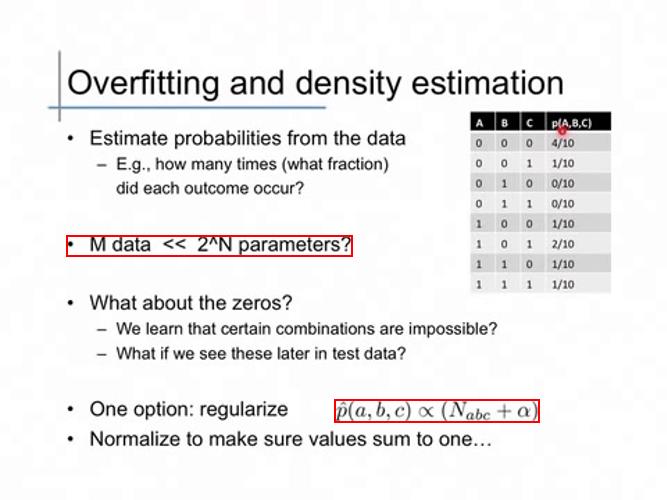 Overfitting and density estimation
• Estimate probabilities from the data
– E.g., how many times (what fraction)
did each outcome occur?
• M data << 2^N parameters?
• What about the zeros?
– We learn that certain combinations are impossible?
– What if we see these later in test data?
• One option: regularize p̂(a, b, c) ∝ (N_{abc} + α)
• Normalize to make sure values sum to one…
A B C p(A,B,C)
0 0 0 4/10
0 0 1 1/10
0 1 0 0/10
0 1 1 0/10
1 0 0 1/10
1 0 1 2/10
1 1 0 1/10
1 1 1 1/10